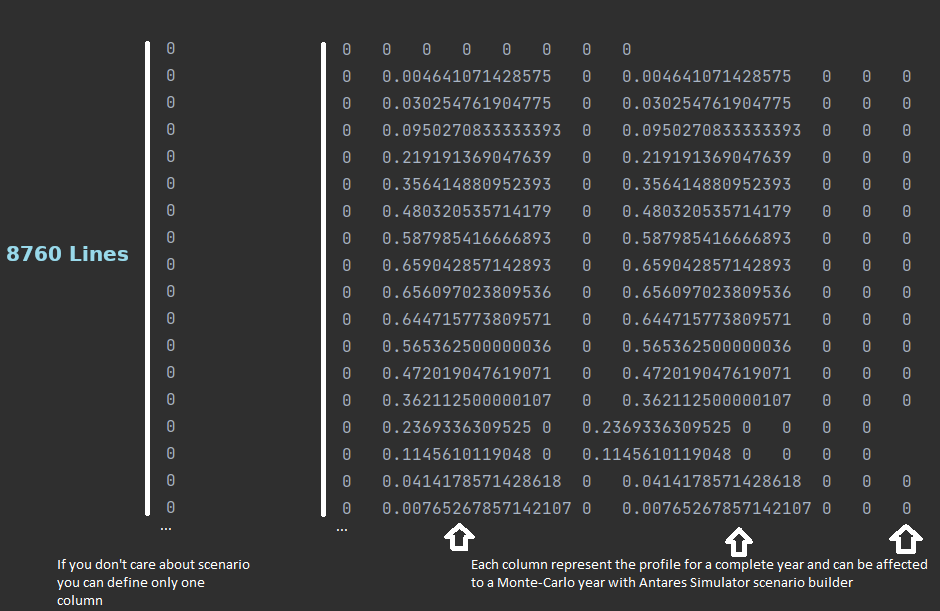 0 0 0 0 0 0 0 0 0
0 0 0.004641071428575 0 0.004641071428575 0 0 0
0 0 0.030254761904775 0 0.030254761904775 0 0 0
0 0 0.0950270833333393 0 0.0950270833333393 0 0 0
0 0 0.219191369047639 0 0.219191369047639 0 0 0
0 0 0.356414880952393 0 0.356414880952393 0 0 0
0 0 0.480320535714179 0 0.480320535714179 0 0 0
0 0 0.587985416666893 0 0.587985416666893 0 0 0
8760 Lines
0 0 0.659042857142893 0 0.659042857142893 0 0 0
0 0 0.656097023809536 0 0.656097023809536 0 0 0
0 0 0.644715773809571 0 0.644715773809571 0 0 0
0 0 0.565362500000036 0 0.565362500000036 0 0 0
0 0 0.472019047619071 0 0.472019047619071 0 0 0
0 0 0.362112500000107 0 0.362112500000107 0 0 0
0 0 0.2369336309525 0 0.2369336309525 0 0 0 0
0 0 0.1145610119048 0 0.1145610119048 0 0 0 0
0 0 0.0414178571428618 0 0.0414178571428618 0 0 0
0 0 0.00765267857142107 0 0.00765267857142107 0 0 0
... ...
If you don't care about scenario
you can define only one
column
Each column represent the profile for a complete year and can be affected
to a Monte-Carlo year with Antares Simulator scenario builder